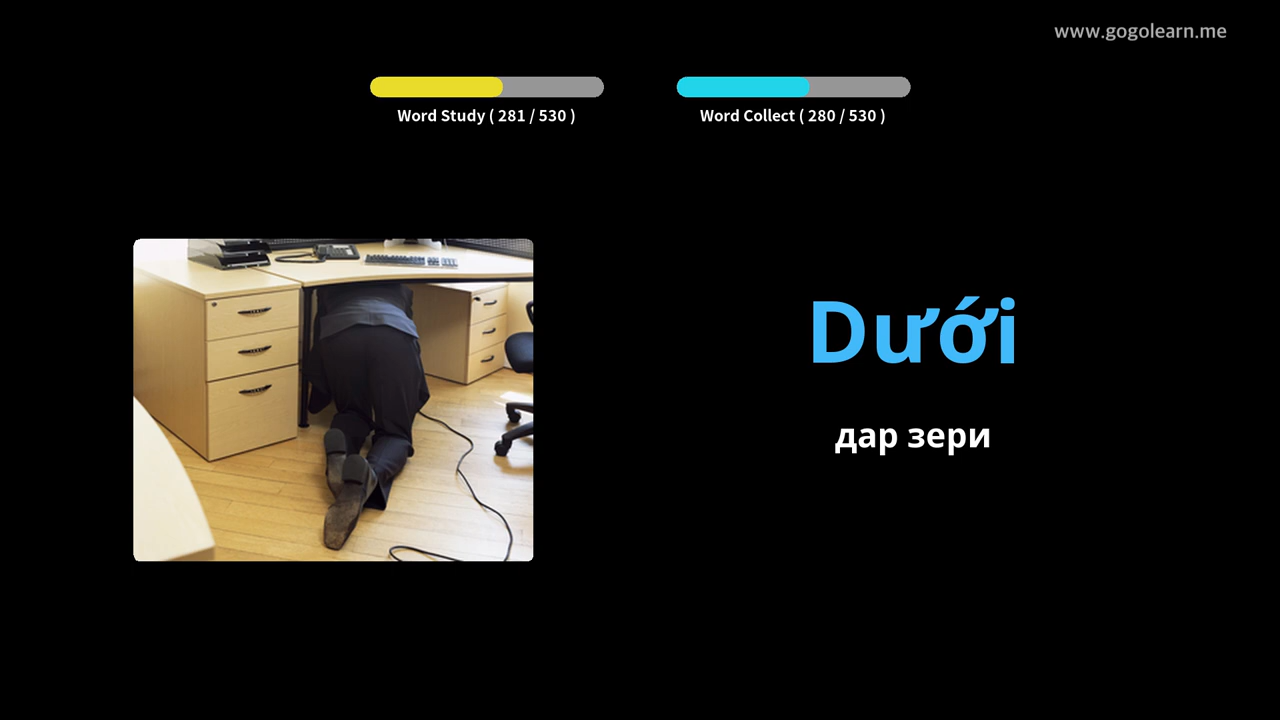 www.gogolearn.me
Word Study ( 281 / 530 )
Word Collect ( 280 / 530 )
Dưới
дар зери